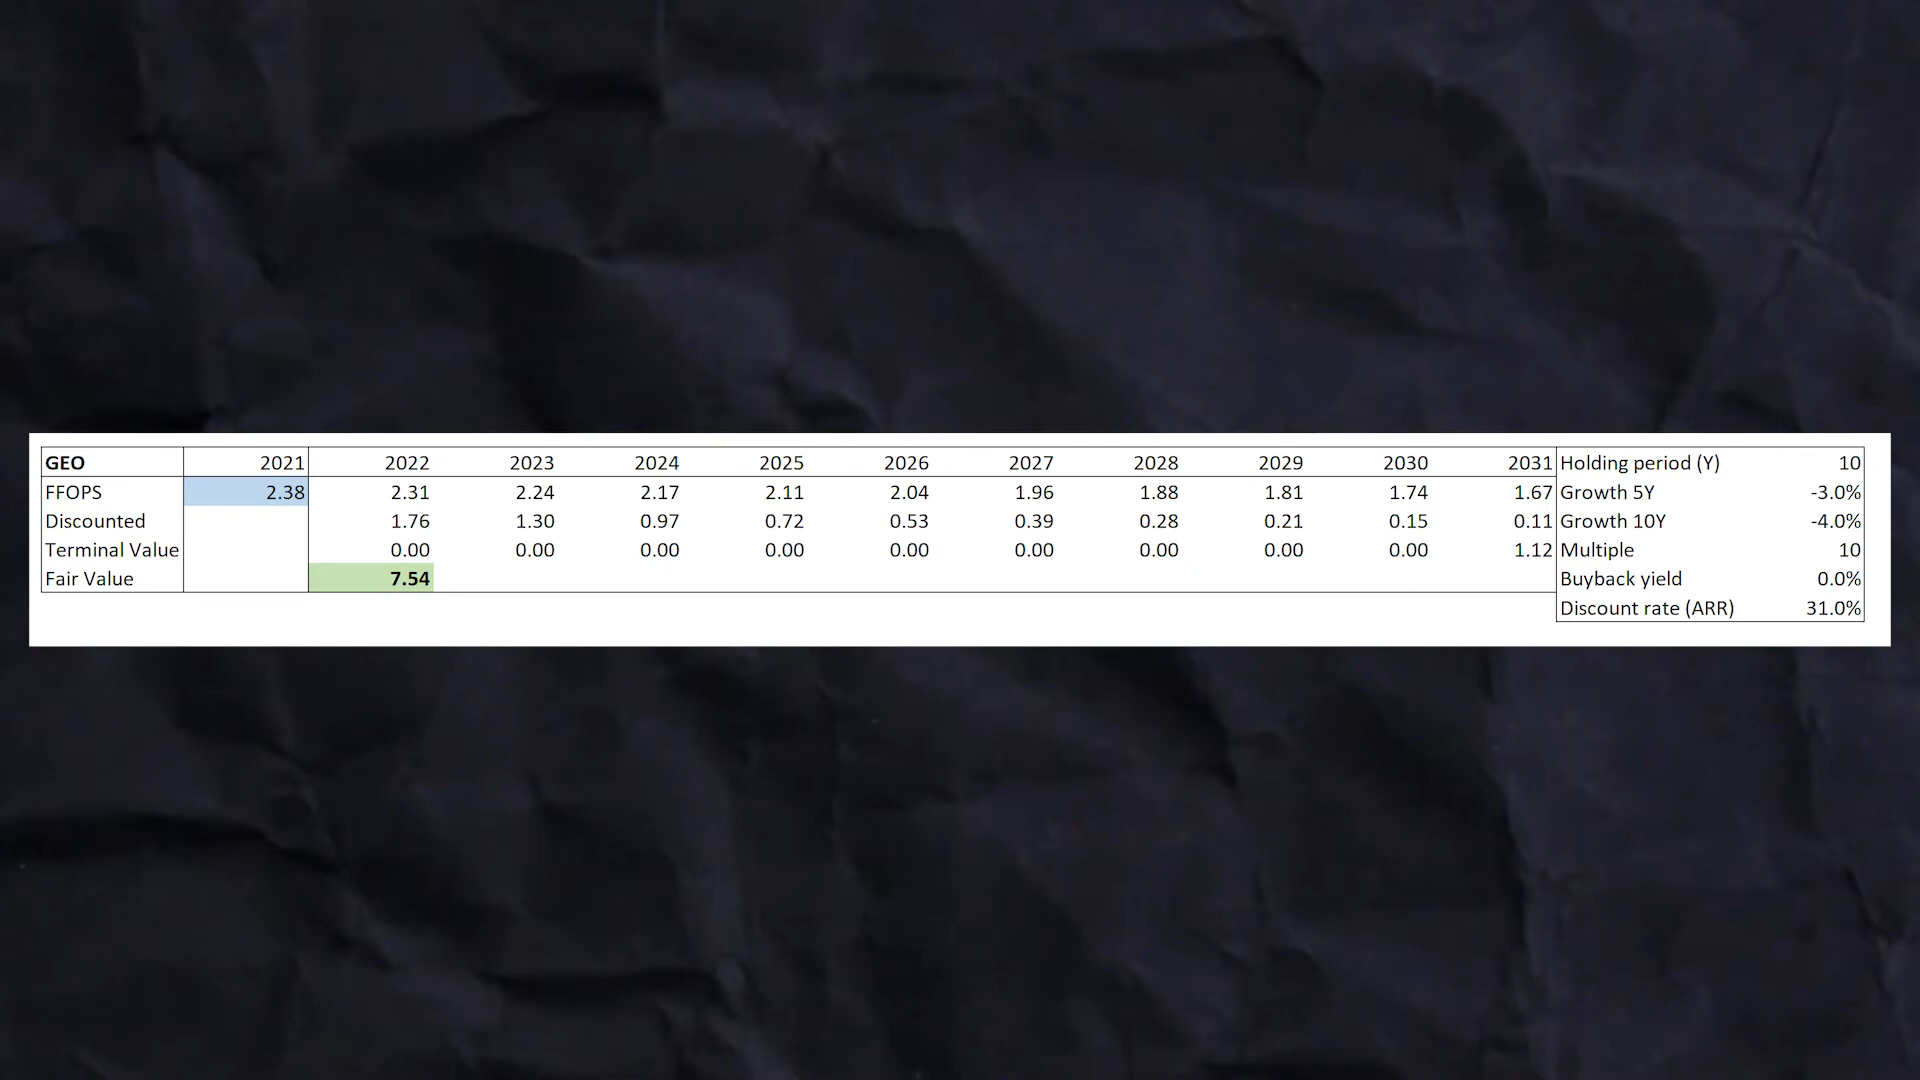 GEO 2021 2022 2023 2024 2025 2026 2027 2028 2029 2030 2031 Holding period (Y) 10
FFOPS 2.38 2.31 2.24 2.17 2.11 2.04 1.96 1.88 1.81 1.74 1.67 Growth 5Y -3.0%
Discounted 1.76 1.30 0.97 0.72 0.53 0.39 0.28 0.21 0.15 0.11 Growth 10Y -4.0%
Terminal Value 0.00 0.00 0.00 0.00 0.00 0.00 0.00 0.00 0.00 1.12 Multiple 10
Fair Value 7.54 Buyback yield 0.0%
Discount rate (ARR) 31.0%